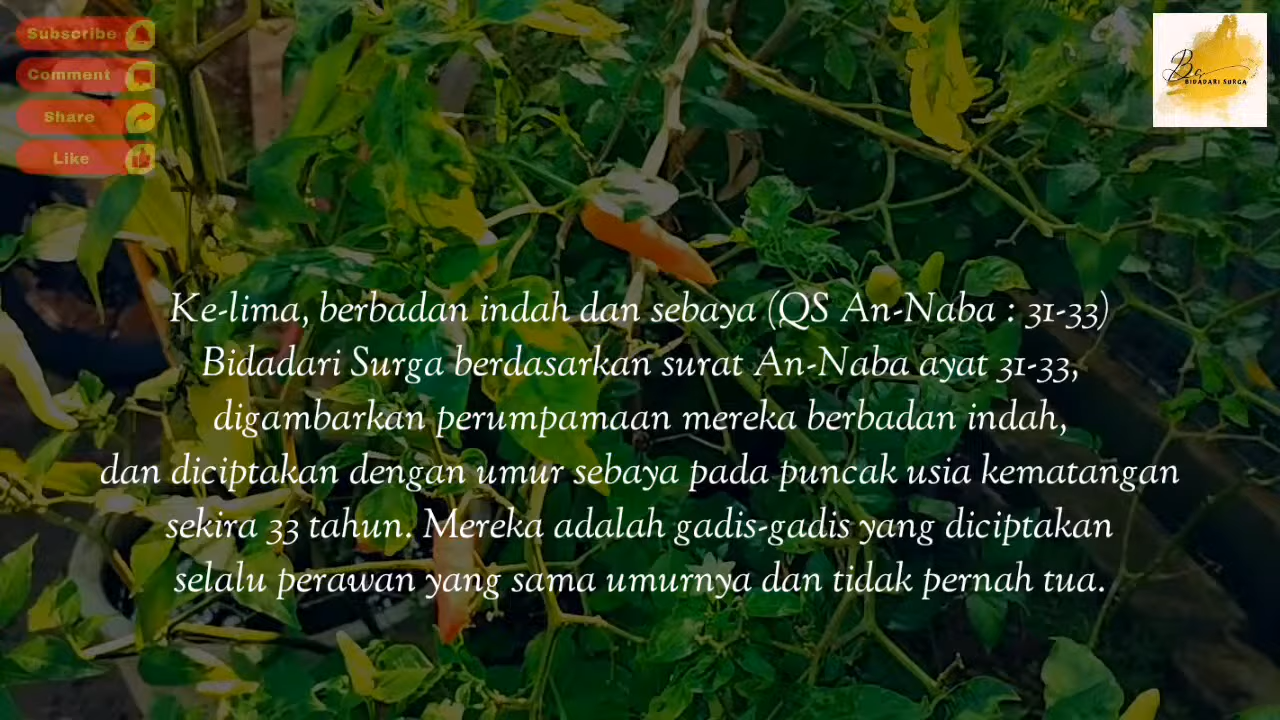 Subscribe
Comment
Share
Like
Bs
BIDADARI SURGA
Ke-lima, berbadan indah dan sebaya (QS An-Naba : 31-33)
Bidadari Surga berdasarkan surat An-Naba ayat 31-33,
digambarkan perumpamaan mereka berbadan indah,
dan diciptakan dengan umur sebaya pada puncak usia kematangan
sekira 33 tahun. Mereka adalah gadis-gadis yang diciptakan
selalu perawan yang sama umurnya dan tidak pernah tua.